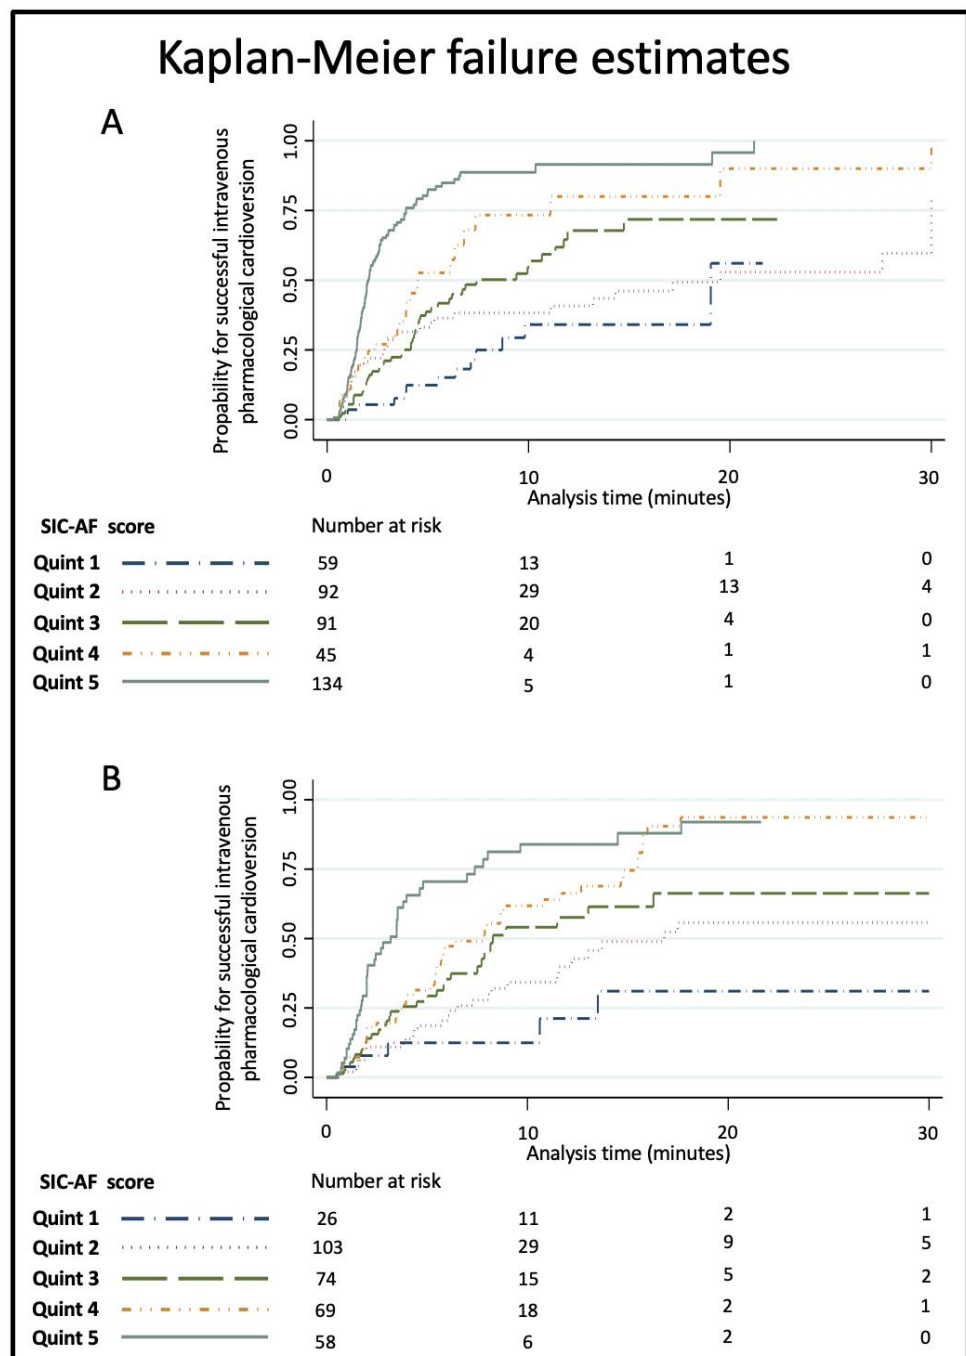 Kaplan-Meier failure estimates
A
Propability for successful intravenous
pharmacological cardioversion
1.00
0.75
0.50
0.25
0.00
0 10 20 30
Analysis time (minutes)
SIC-AF score Number at risk
Quint 1 59 13 1 0
Quint 2 92 29 13 4
Quint 3 91 20 4 0
Quint 4 45 4 1 1
Quint 5 134 5 1 0
B
Propability for successful intravenous
pharmacological cardioversion
1.00
0.75
0.50
0.25
0.00
0 10 20 30
Analysis time (minutes)
SIC-AF score Number at risk
Quint 1 26 11 2 1
Quint 2 103 29 9 5
Quint 3 74 15 5 2
Quint 4 69 18 2 1
Quint 5 58 6 2 0